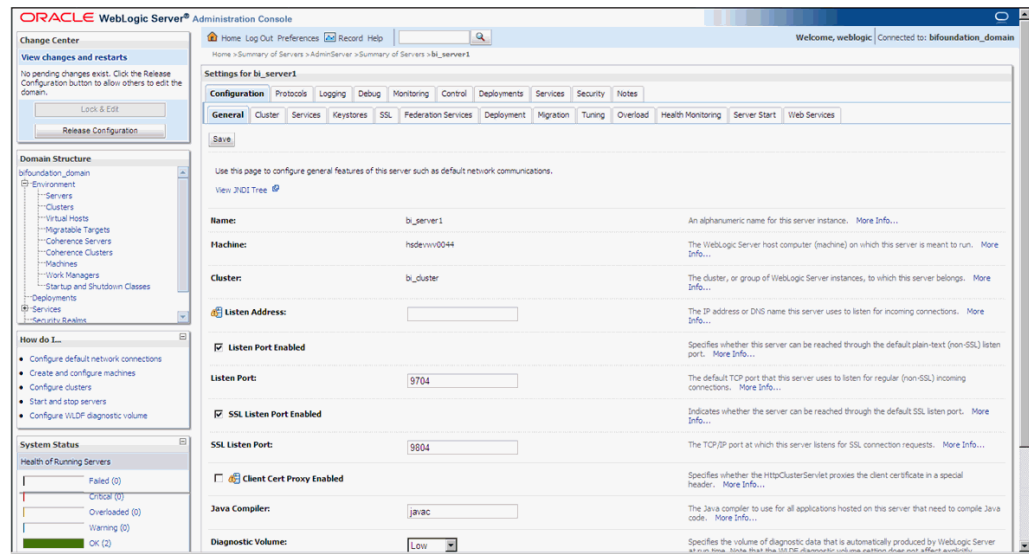 ORACLE WebLogic Server® Administration Console
Change Center
View changes and restarts
No pending changes exist. Click the Release
Configuration button to allow others to edit the
domain.
Lock & Edit
Release Configuration
Domain Structure
bifoundation_domain
Environment
Servers
Clusters
Virtual Hosts
Migratable Targets
Coherence Servers
Coherence Clusters
Machines
Work Managers
Startup and Shutdown Classes
Deployments
Services
Security Realms
How do I...
Configure default network connections
Create and configure machines
Configure clusters
Start and stop servers
Configure WLDF diagnostic volume
System Status
Health of Running Servers
Failed (0)
Critical (0)
Overloaded (0)
Warning (0)
OK (2)
Home Log Out Preferences Record Help
Welcome, weblogic Connected to: bifoundation_domain
Home >Summary of Servers >AdminServer >Summary of Servers >bi_server1
Settings for bi_server1
Configuration Protocols Logging Debug Monitoring Control Deployments Services Security Notes
General Cluster Services Keystores SSL Federation Services Deployment Migration Tuning Overload Health Monitoring Server Start Web Services
Save
Use this page to configure general features of this server such as default network communications.
View JNDI Tree
Name: bi_server1 An alphanumeric name for this server instance. More Info...
Machine: hsdevwv0044 The WebLogic Server host computer (machine) on which this server is meant to run. More
Info...
Cluster: bi_cluster The cluster, or group of WebLogic Server instances, to which this server belongs. More
Info...
Listen Address: The IP address or DNS name this server uses to listen for incoming connections. More
Info...
Listen Port Enabled Specifies whether this server can be reached through the default plain-text (non-SSL) listen
port. More Info...
Listen Port: 9704 The default TCP port that this server uses to listen for regular (non-SSL) incoming
connections. More Info...
SSL Listen Port Enabled Indicates whether the server can be reached through the default SSL listen port. More
Info...
SSL Listen Port: 9804 The TCP/IP port at which this server listens for SSL connection requests. More Info...
Client Cert Proxy Enabled Specifies whether the HttpClusterServlet proxies the client certificate in a special
header. More Info...
Java Compiler: javac The Java compiler to use for all applications hosted on this server that need to compile Java
code. More Info...
Diagnostic Volume: Low Specifies the volume of diagnostic data that is automatically produced by WebLogic Server
at run time. Note that the WLDF diagnostic volume setting does not affect explicitly